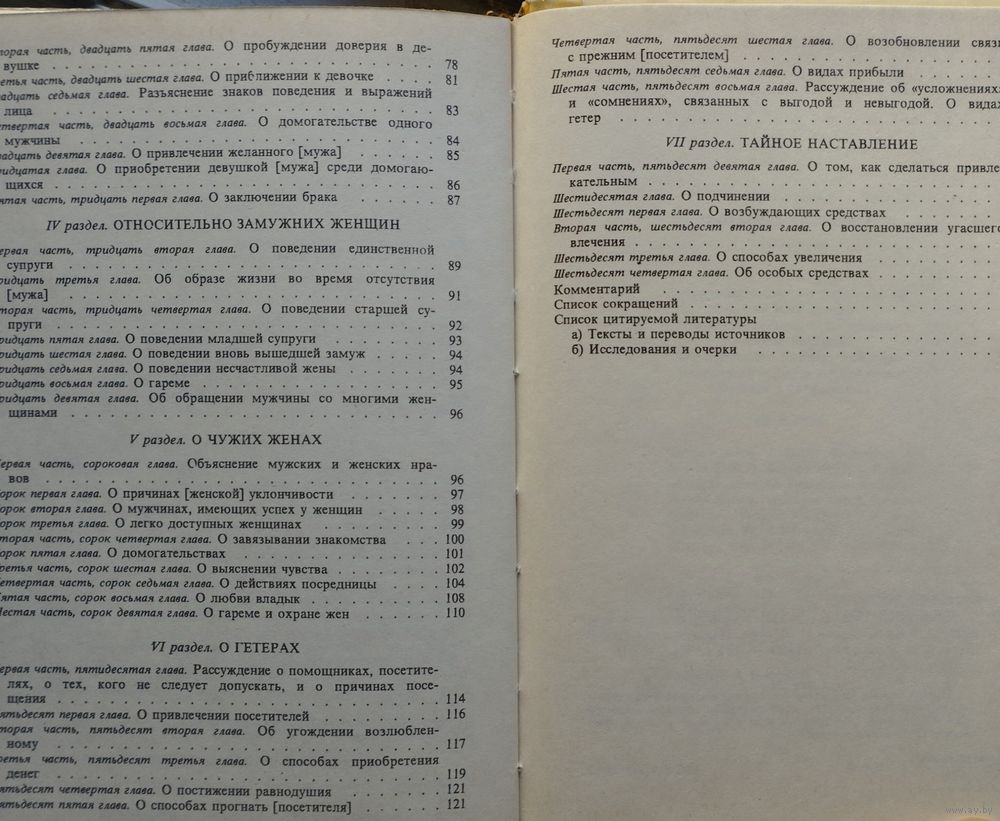 вторая часть, двадцать пятая глава. О пробуждении доверия в де-
вушке . . . 78
ретья часть, двадцать шестая глава. О приближении к девочке . . . 81
вадцать седьмая глава. Разъяснение знаков поведения и выражений
лица . . . 83
етвертая часть, двадцать восьмая глава. О домогательстве одного
мужчины . . . 84
вадцать девятая глава. О привлечении желанного [мужа] . . . 85
ридцатая глава. О приобретении девушкой [мужа] среди домогаю-
щихся . . . 86
ятая часть, тридцать первая глава. О заключении брака . . . 87
IV раздел. ОТНОСИТЕЛЬНО ЗАМУЖНИХ ЖЕНЩИН
ервая часть, тридцать вторая глава. О поведении единственной
супруги . . . 89
ридцать третья глава. Об образе жизни во время отсутствия
[мужа] . . . 91
торая часть, тридцать четвертая глава. О поведении старшей су-
пруги . . . 92
ридцать пятая глава. О поведении младшей супруги . . . 93
ридцать шестая глава. О поведении вновь вышедшей замуж . . . 94
ридцать седьмая глава. О поведении несчастливой жены . . . 94
ридцать восьмая глава. О гареме . . . 95
ридцать девятая глава. Об обращении мужчины со многими жен-
щинами . . . 96
V раздел. О ЧУЖИХ ЖЕНАХ
ервая часть, сороковая глава. Объяснение мужских и женских нра-
вов . . . 96
орок первая глава. О причинах [женской] уклончивости . . . 97
орок вторая глава. О мужчинах, имеющих успех у женщин . . . 98
орок третья глава. О легко доступных женщинах . . . 99
торая часть, сорок четвертая глава. О завязывании знакомства . . . 100
орок пятая глава. О домогательствах . . . 101
ретья часть, сорок шестая глава. О выяснении чувства . . . 102
етвертая часть, сорок седьмая глава. О действиях посредницы . . . 104
ятая часть, сорок восьмая глава. О любви владык . . . 108
Шестая часть, сорок девятая глава. О гареме и охране жен . . . 110
VI раздел. О ГЕТЕРАХ
ервая часть, пятидесятая глава. Рассуждение о помощниках, посетите-
лях, о тех, кого не следует допускать, и о причинах посе-
щения . . . 114
ятьдесят первая глава. О привлечении посетителей . . . 116
торая часть, пятьдесят вторая глава. Об угождении возлюблен-
ному . . . 117
ретья часть, пятьдесят третья глава. О способах приобретения
денег . . . 119
ятьдесят четвертая глава. О постижении равнодушия . . . 121
ятьдесят пятая глава. О способах прогнать [посетителя] . . . 121
Четвертая часть, пятьдесят шестая глава. О возобновлении связи
с прежним [посетителем] . . .
Пятая часть, пятьдесят седьмая глава. О видах прибыли . . .
Шестая часть, пятьдесят восьмая глава. Рассуждение об «усложнениях»
и «сомнениях», связанных с выгодой и невыгодой. О видах
гетер . . .
VII раздел. ТАЙНОЕ НАСТАВЛЕНИЕ
Первая часть, пятьдесят девятая глава. О том, как сделаться привле-
кательным . . .
Шестидесятая глава. О подчинении . . .
Шестьдесят первая глава. О возбуждающих средствах . . .
Вторая часть, шестьдесят вторая глава. О восстановлении угасшего
влечения . . .
Шестьдесят третья глава. О способах увеличения . . .
Шестьдесят четвертая глава. Об особых средствах . . .
Комментарий . . .
Список сокращений . . .
Список цитируемой литературы
а) Тексты и переводы источников . . .
б) Исследования и очерки . . .
www.ay.by